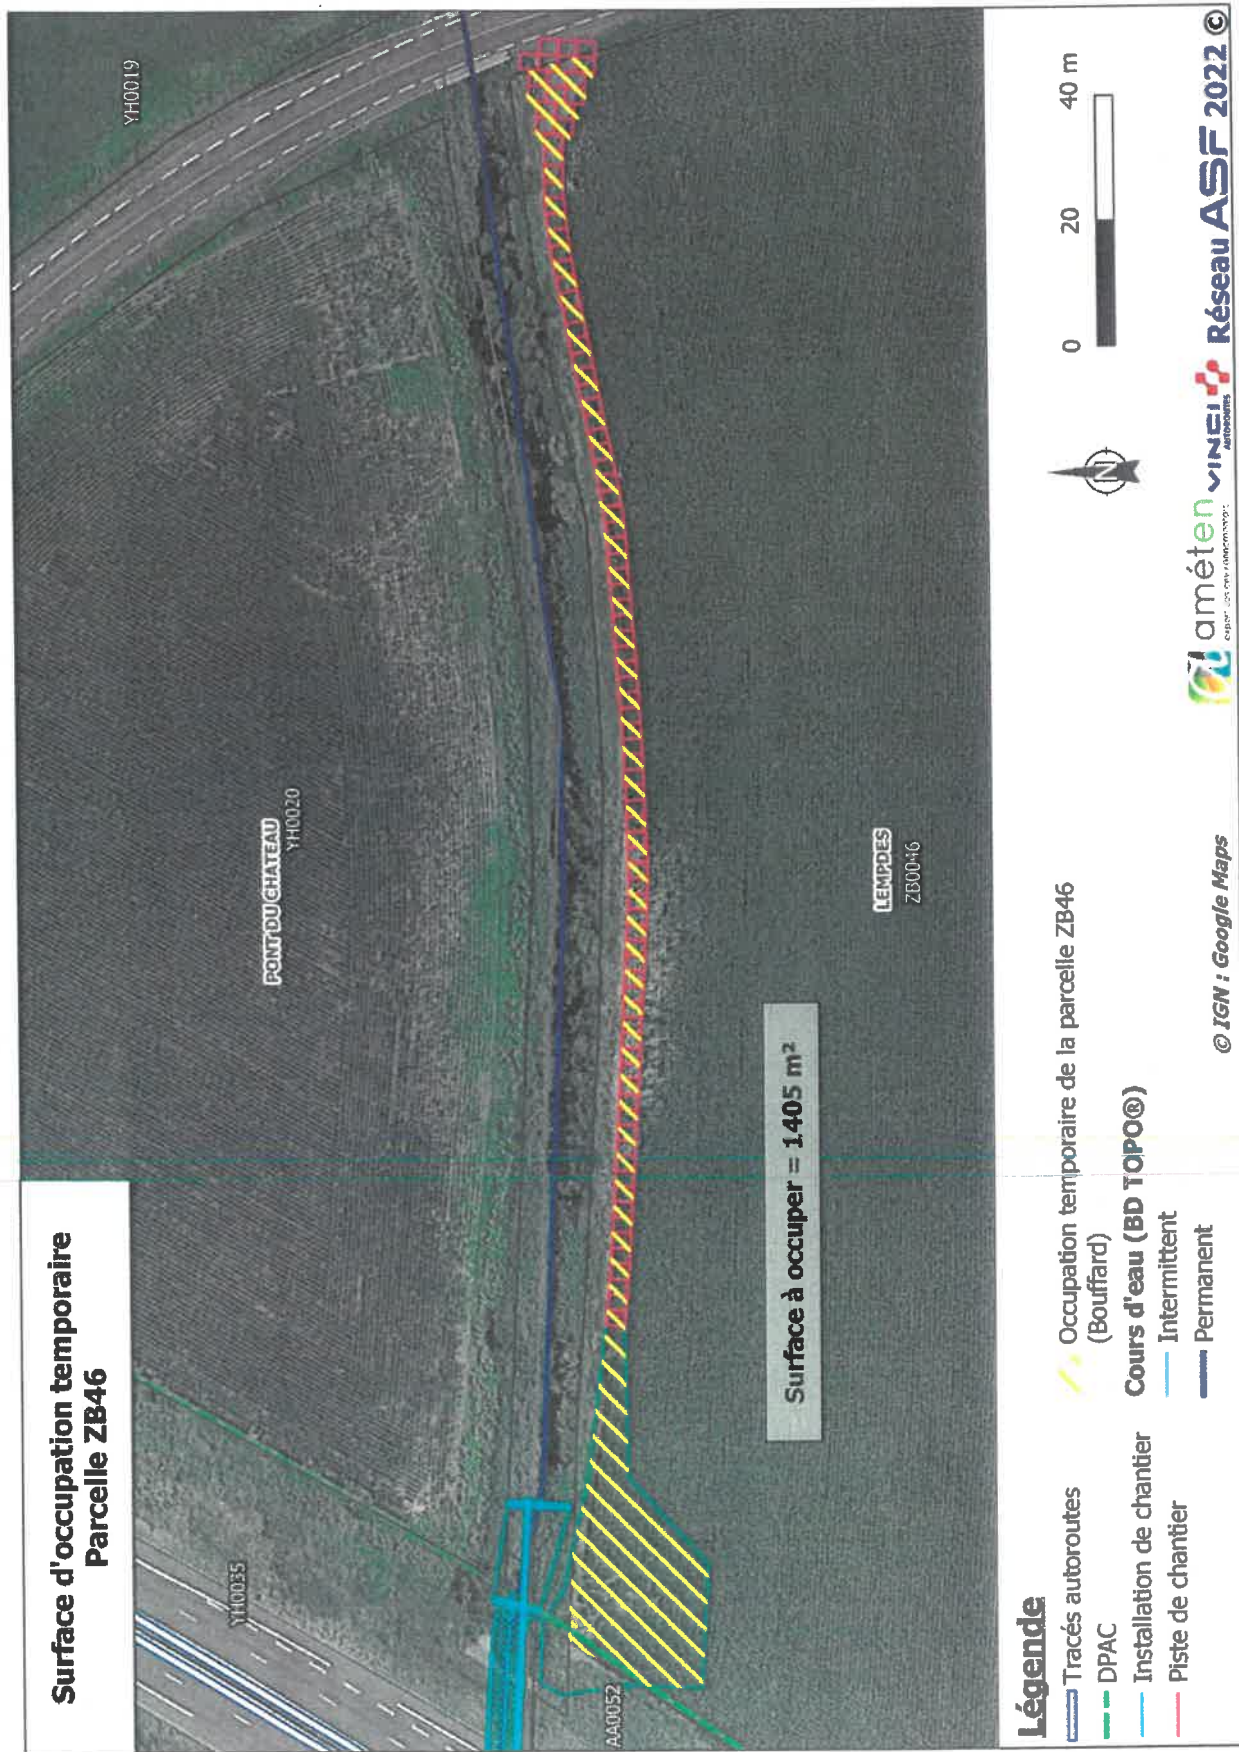 Surface d'occupation temporaire
Parcelle ZB46
YH0019
PONT DU CHATEAU
YH0020
YH0035
AA0052
LEMPDES
ZB0046
Surface à occuper = 1405 m²
Légende
Tracés autoroutes
DPAC
Installation de chantier
Piste de chantier
Occupation temporaire de la parcelle ZB46
(Bouffard)
Cours d'eau (BD TOPO®)
Intermittent
Permanent
N
0 20 40 m
© IGN : Google Maps
améten
VINCI
AUTOROUTES
Réseau ASF 2022 ©